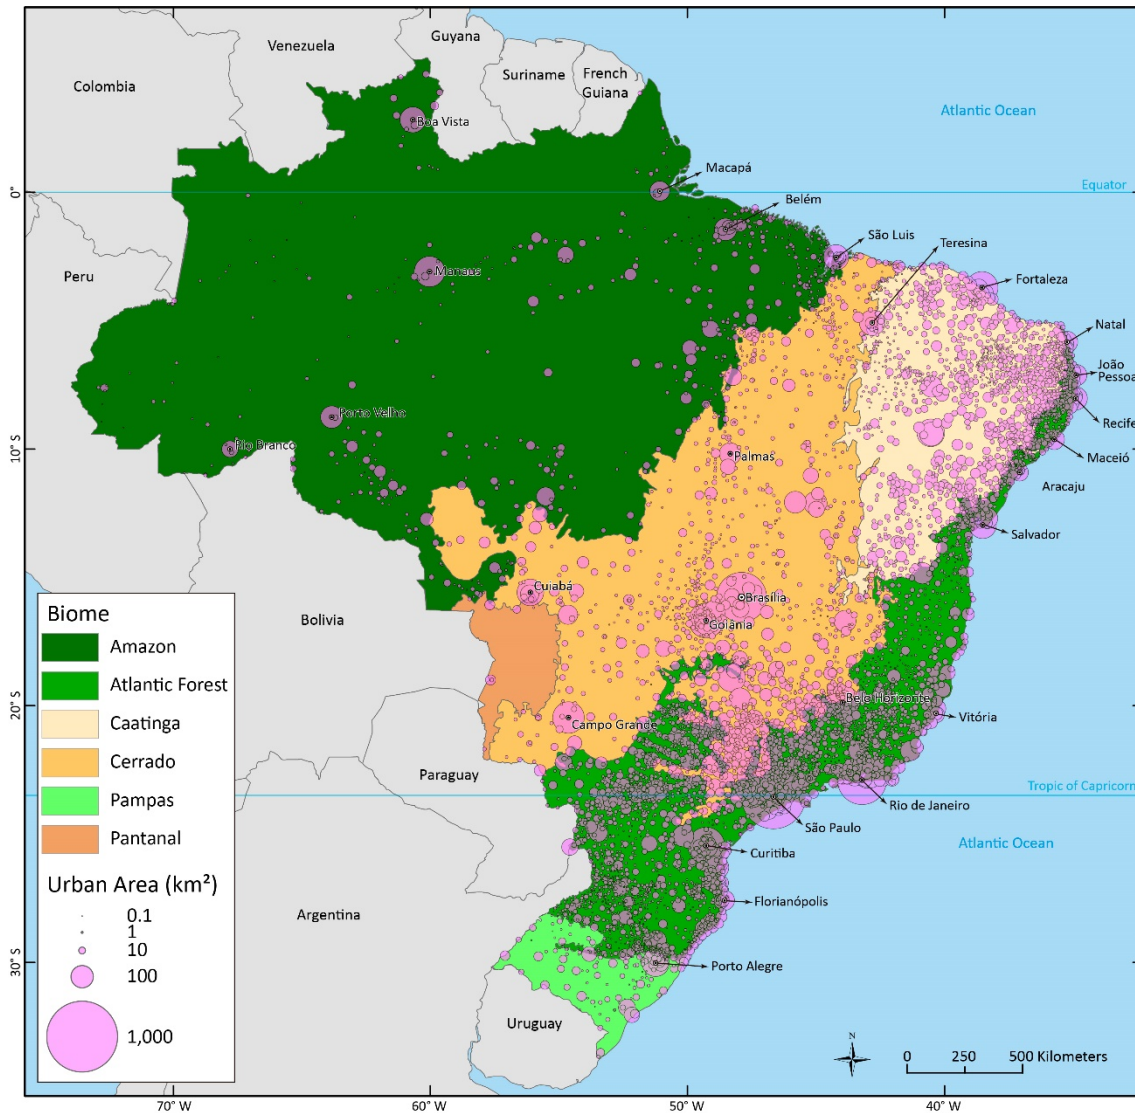 Guyana
Venezuela
Suriname
French
Guiana
Colombia
Atlantic Ocean
Boa Vista
Macapá
0°
Equator
Belém
São Luis
Teresina
Peru
Manaus
Fortaleza
Natal
João
Pessoa
Porto Velho
Recife
Rio Branco
10° S
Palmas
Maceió
Aracaju
Salvador
Cuiabá
Brasília
Bolivia
Goiânia
Belo Horizonte
20° S
Vitória
Campo Grande
Paraguay
Tropic of Capricorn
Rio de Janeiro
São Paulo
Curitiba
Atlantic Ocean
Florianópolis
Argentina
30° S
Porto Alegre
Uruguay
Biome
Amazon
Atlantic Forest
Caatinga
Cerrado
Pampas
Pantanal
Urban Area (km²)
0.1
1
10
100
1,000
N
0 250 500 Kilometers
70° W 60° W 50° W 40° W